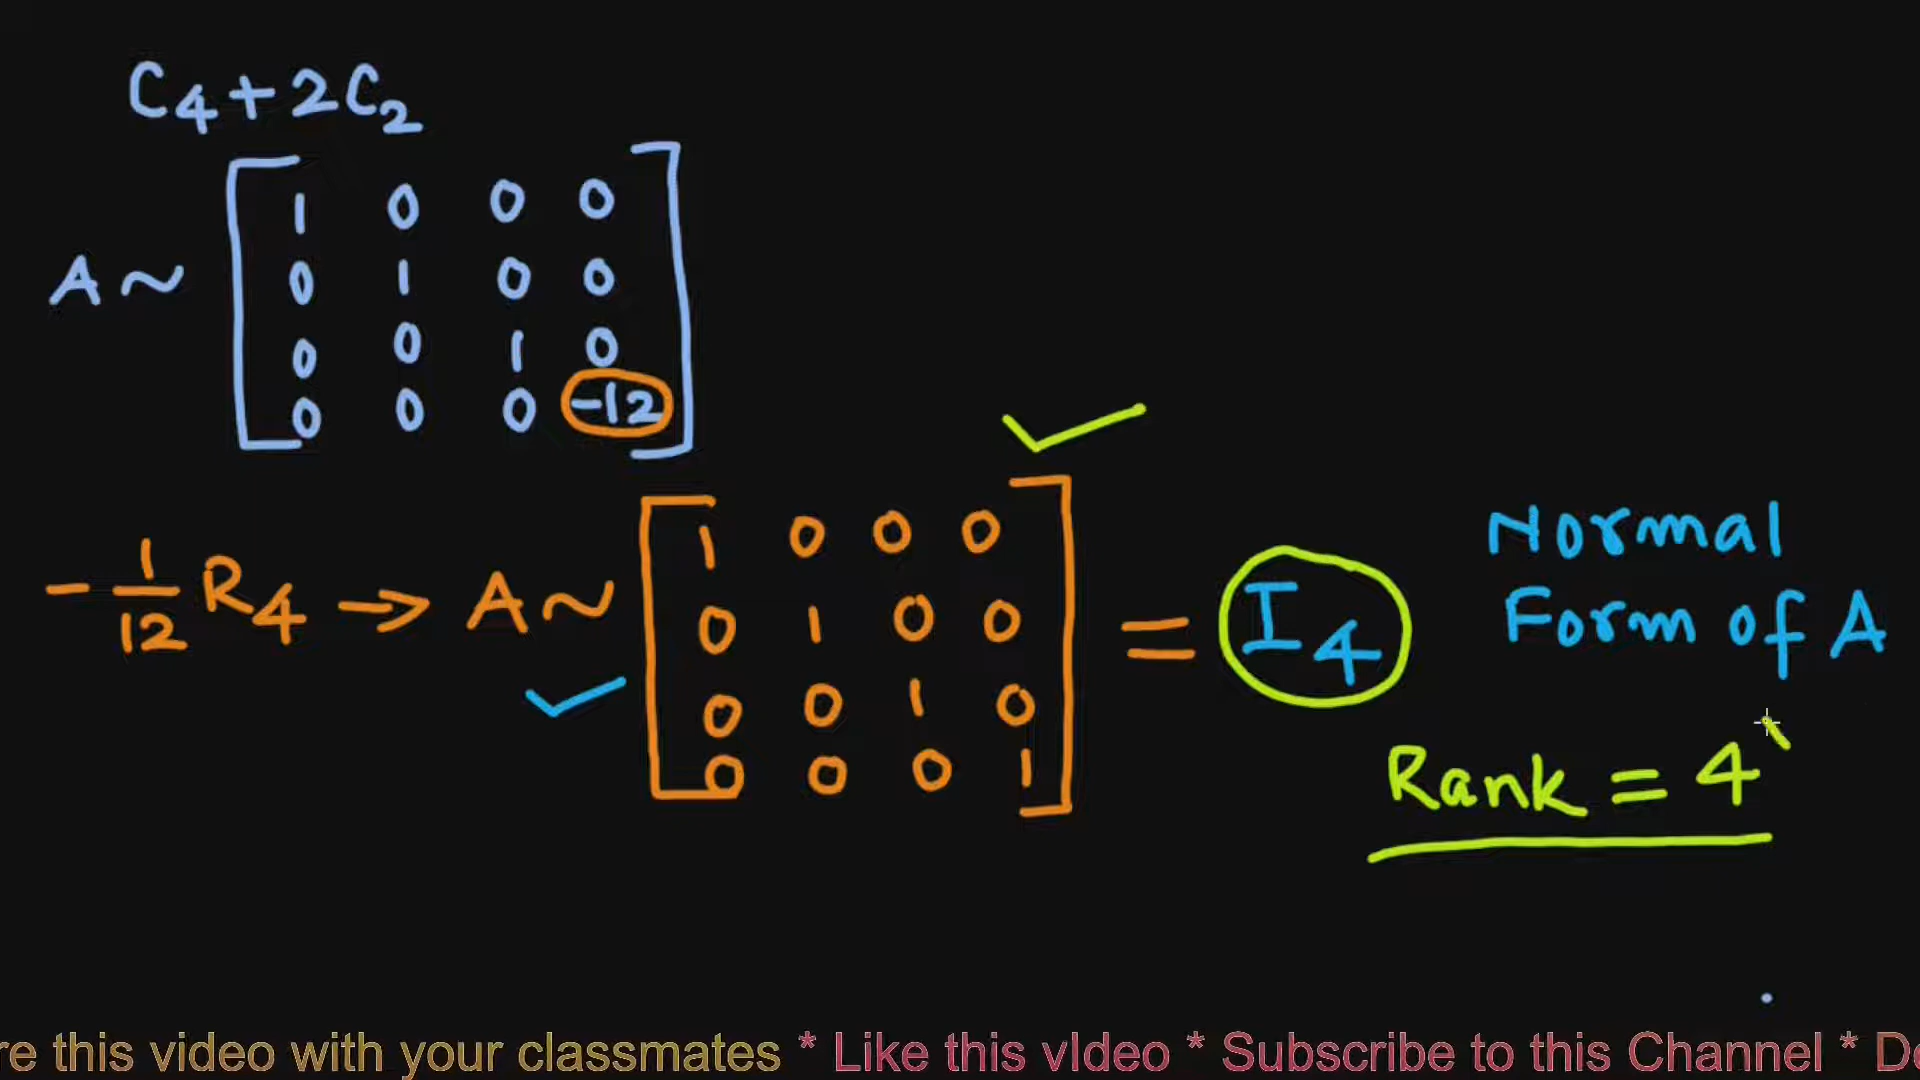 C4+2C2
A ~ [ 1 0 0 0
0 1 0 0
0 0 1 0
0 0 0 -12 ]
-1/12 R4 → A ~ [ 1 0 0 0
0 1 0 0
0 0 1 0
0 0 0 1 ] = I4
Normal
Form of A
Rank = 4
re this video with your classmates * Like this vIdeo * Subscribe to this Channel * D